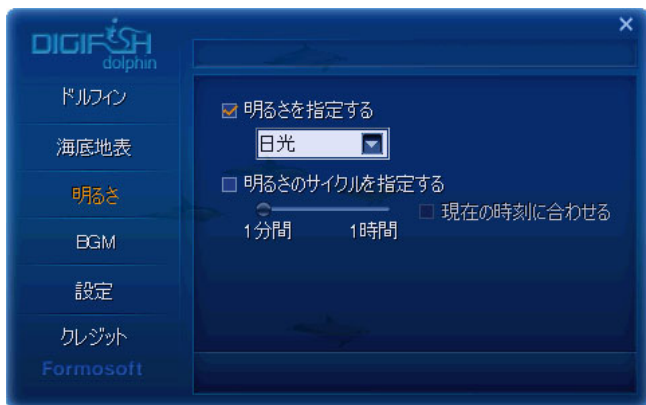 DIGIFISH
dolphin
ドルフィン
海底地表
明るさ
BGM
設定
クレジット
Formosoft
明るさを指定する
日光
明るさのサイクルを指定する
現在の時刻に合わせる
1分間
1時間